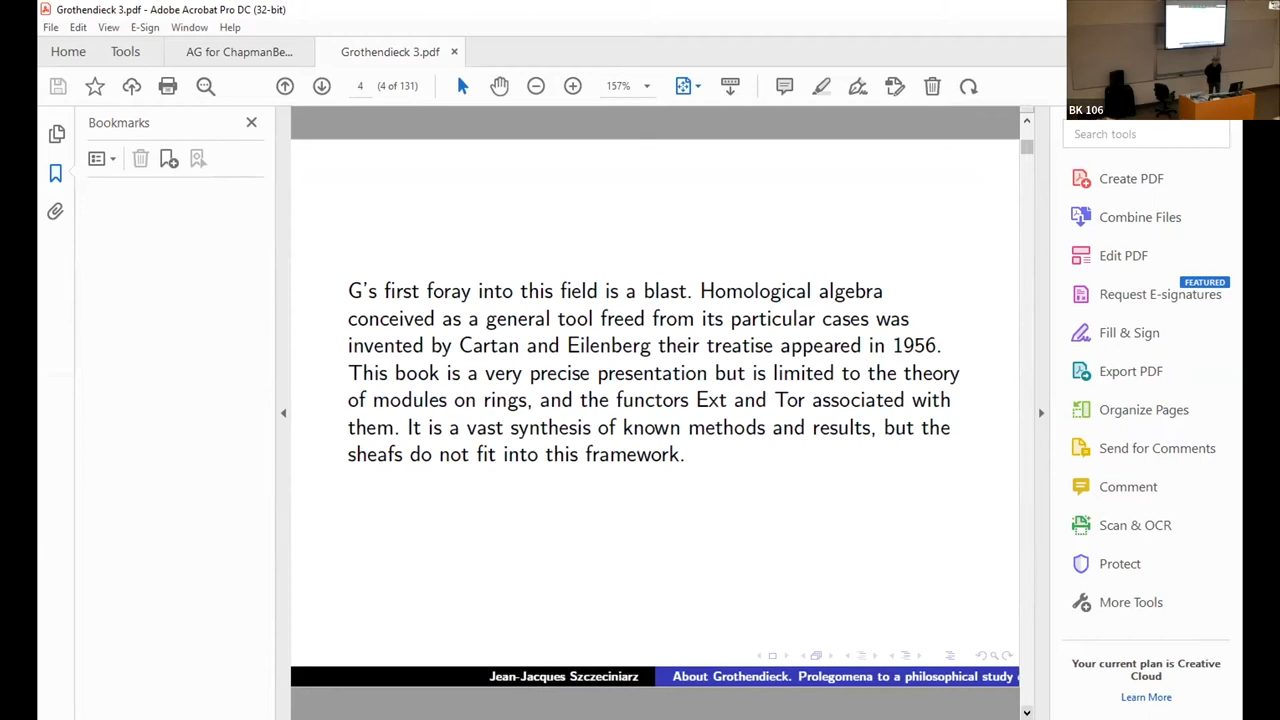 Grothendieck 3.pdf - Adobe Acrobat Pro DC (32-bit)
File Edit View E-Sign Window Help
Home Tools AG for ChapmanBe... Grothendieck 3.pdf ×
4 (4 of 131) 157%
BK 106
Bookmarks
Search tools
Create PDF
Combine Files
Edit PDF
FEATURED
Request E-signatures
Fill & Sign
Export PDF
Organize Pages
Send for Comments
Comment
Scan & OCR
Protect
More Tools
Your current plan is Creative
Cloud
Learn More
G's first foray into this field is a blast. Homological algebra
conceived as a general tool freed from its particular cases was
invented by Cartan and Eilenberg their treatise appeared in 1956.
This book is a very precise presentation but is limited to the theory
of modules on rings, and the functors Ext and Tor associated with
them. It is a vast synthesis of known methods and results, but the
sheafs do not fit into this framework.
Jean-Jacques Szczeciniarz About Grothendieck. Prolegomena to a philosophical study